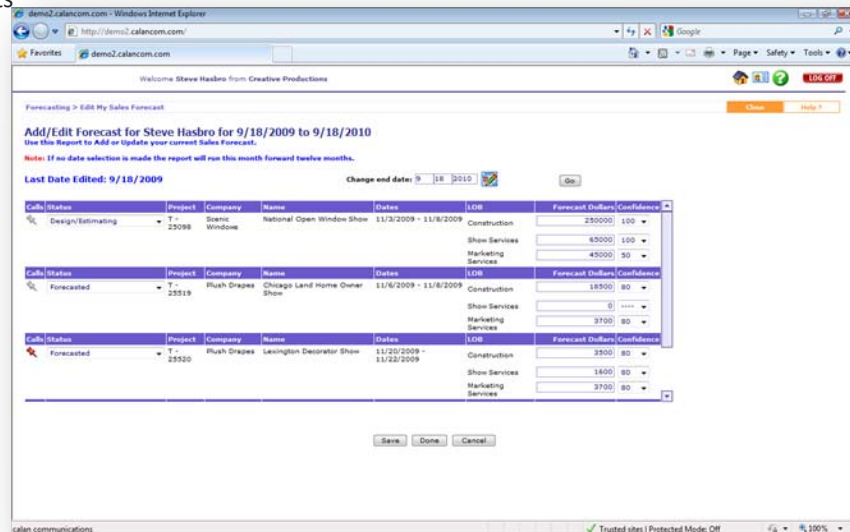 demo2.calancom.com - Windows Internet Explorer
http://demo2.calancom.com/
Google
Favorites demo2.calancom.com Page Safety Tools
Welcome Steve Hasbro from Creative Productions LOG OFF
Forecasting > Edit My Sales Forecast Close Help ?
Add/Edit Forecast for Steve Hasbro for 9/18/2009 to 9/18/2010
Use this Report to Add or Update your current Sales Forecast.
Note: If no date selection is made the report will run this month forward twelve months.
Last Date Edited: 9/18/2009 Change end date: 9 18 2010 Go
Calls Status Project Company Name Dates LOB Forecast Dollars Confidence
Design/Estimating T - 25098 Scenic Windows National Open Window Show 11/3/2009 - 11/8/2009 Construction 250000 100
Show Services 65000 100
Marketing Services 45000 50
Calls Status Project Company Name Dates LOB Forecast Dollars Confidence
Forecasted T - 25519 Plush Drapes Chicago Land Home Owner Show 11/6/2009 - 11/8/2009 Construction 18500 80
Show Services 0 ----
Marketing Services 3700 80
Calls Status Project Company Name Dates LOB Forecast Dollars Confidence
Forecasted T - 25520 Plush Drapes Lexington Decorator Show 11/20/2009 - 11/22/2009 Construction 3500 80
Show Services 1600 80
Marketing Services 3700 80
Save Done Cancel
calan communications Trusted sites | Protected Mode: Off 100%